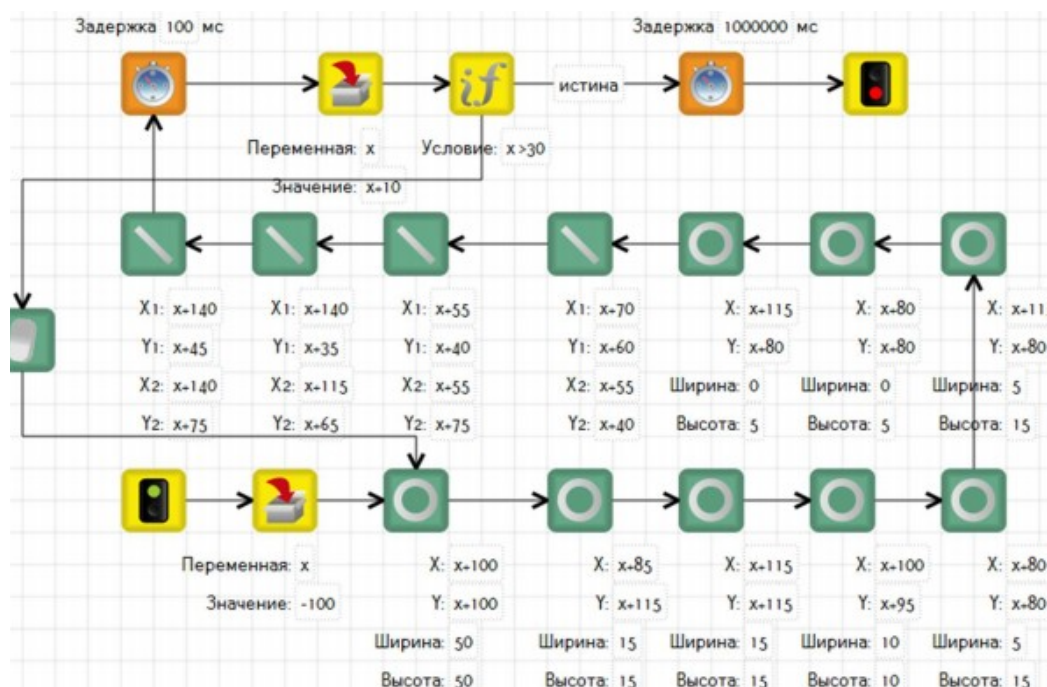 Задержка 100 мс
Задержка 1000000 мс
if
истина
Переменная: x
Условие: x>30
Значение: x+10
X1: x+140
X1: x+140
X1: x+55
X1: x+70
X: x+115
X: x+80
X: x+11
Y1: x+45
Y1: x+35
Y1: x+40
Y1: x+60
Y: x+80
Y: x+80
Y: x+80
X2: x+140
X2: x+115
X2: x+55
X2: x+55
Ширина: 0
Ширина: 0
Ширина: 5
Y2: x+75
Y2: x+65
Y2: x+75
Y2: x+40
Высота: 5
Высота: 5
Высота: 15
Переменная: x
X: x+100
X: x+85
X: x+115
X: x+100
X: x+80
Значение: -100
Y: x+100
Y: x+115
Y: x+115
Y: x+95
Y: x+80
Ширина: 50
Ширина: 15
Ширина: 15
Ширина: 10
Ширина: 5
Высота: 50
Высота: 15
Высота: 15
Высота: 10
Высота: 15